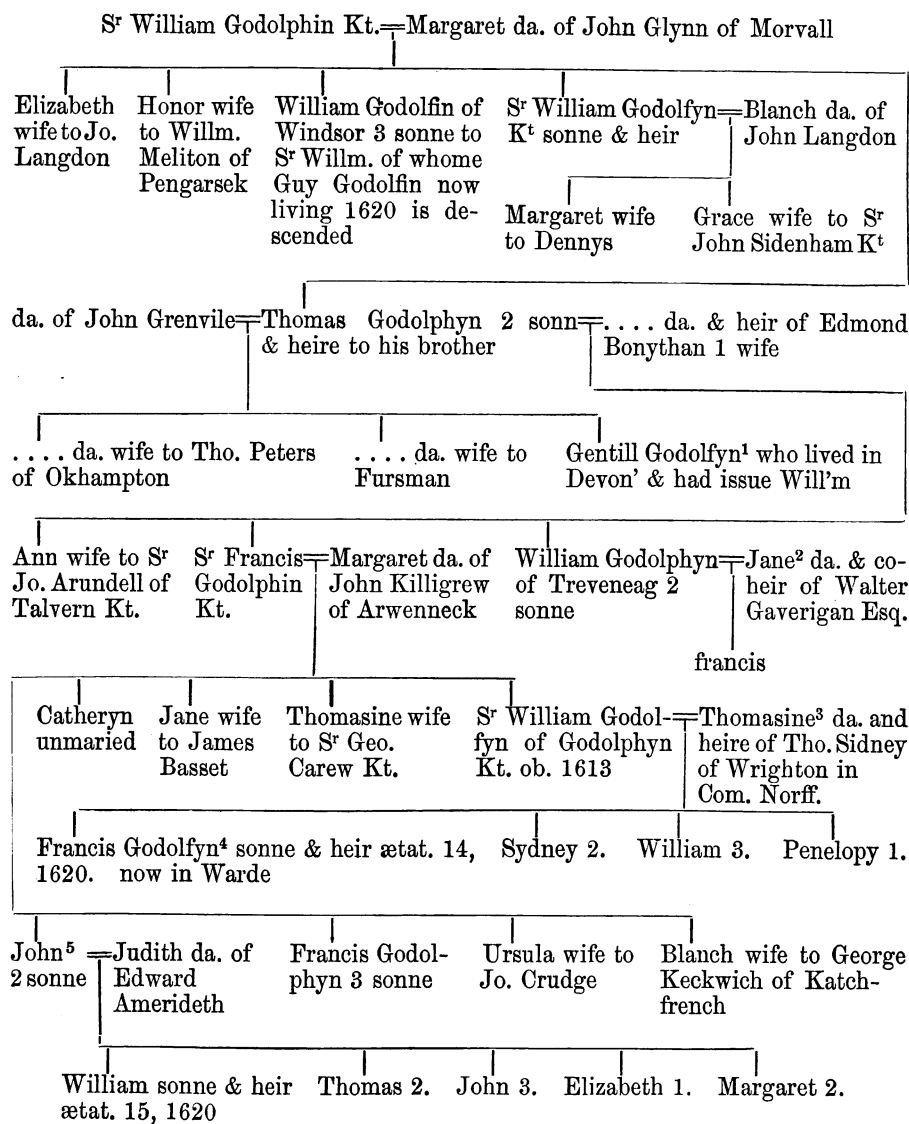 Sʳ William Godolphin Kt.=Margaret da. of John Glynn of Morvall
Elizabeth wife to Jo. Langdon
Honor wife to Willm. Meliton of Pengarsek
William Godolfin of Windsor 3 sonne to Sʳ Willm. of whome Guy Godolfin now living 1620 is de-scended
Sʳ William Godolfyn Kᵗ sonne & heir=Blanch da. of John Langdon
Margaret wife to Dennys
Grace wife to Sʳ John Sidenham Kᵗ
da. of John Grenvile=Thomas Godolphyn 2 sonn & heire to his brother=. . . . da. & heir of Edmond Bonythan 1 wife
. . . . da. wife to Tho. Peters of Okhampton
. . . . da. wife to Fursman
Gentill Godolfyn¹ who lived in Devon' & had issue Will'm
Ann wife to Sʳ Jo. Arundell of Talvern Kt.
Sʳ Francis Godolphin Kt.=Margaret da. of John Killigrew of Arwenneck
William Godolphyn of Treveneag 2 sonne=Jane² da. & co-heir of Walter Gaverigan Esq.
francis
Catheryn unmaried
Jane wife to James Basset
Thomasine wife to Sʳ Geo. Carew Kt.
Sʳ William Godol-fyn of Godolphyn Kt. ob. 1613=Thomasine³ da. and heire of Tho. Sidney of Wrighton in Com. Norff.
Francis Godolfyn⁴ sonne & heir ætat. 14, 1620. now in Warde
Sydney 2.
William 3.
Penelopy 1.
John⁵ 2 sonne=Judith da. of Edward Amerideth
Francis Godol-phyn 3 sonne
Ursula wife to Jo. Crudge
Blanch wife to George Keckwich of Katch-french
William sonne & heir ætat. 15, 1620
Thomas 2.
John 3.
Elizabeth 1.
Margaret 2.